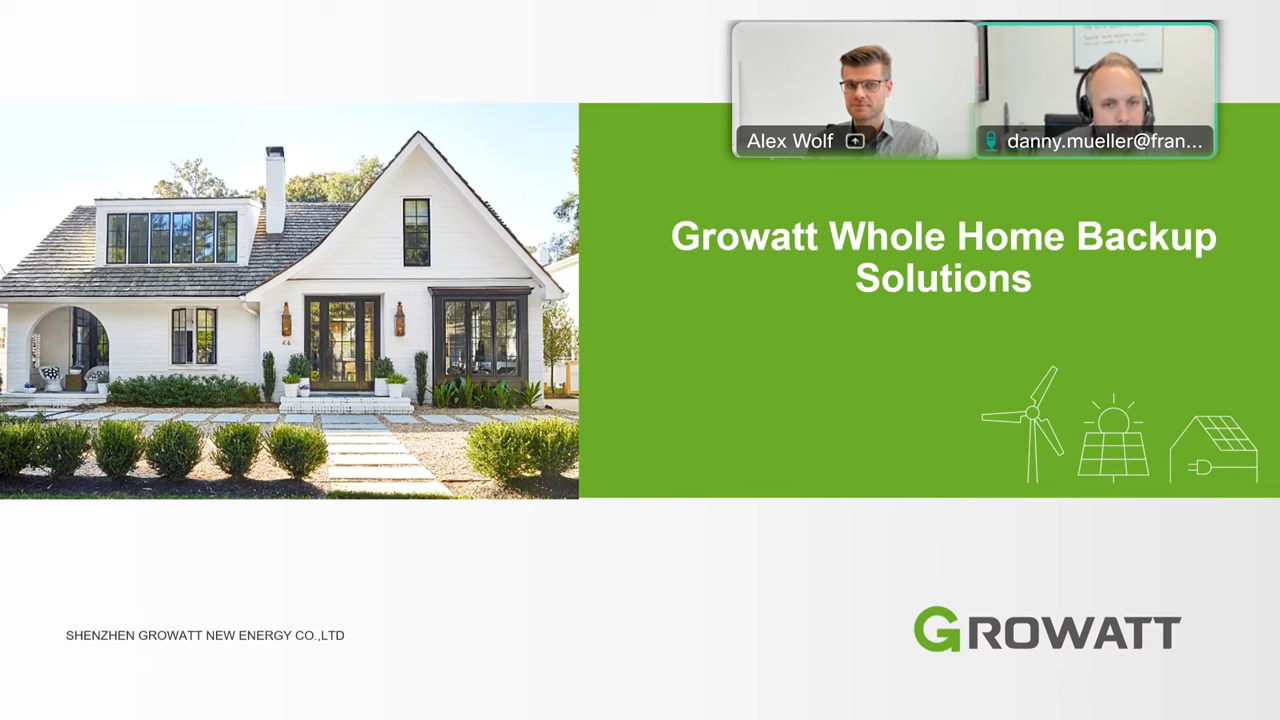 Alex Wolf
danny.mueller@fran...
Growatt Whole Home Backup
Solutions
SHENZHEN GROWATT NEW ENERGY CO.,LTD
GROWATT